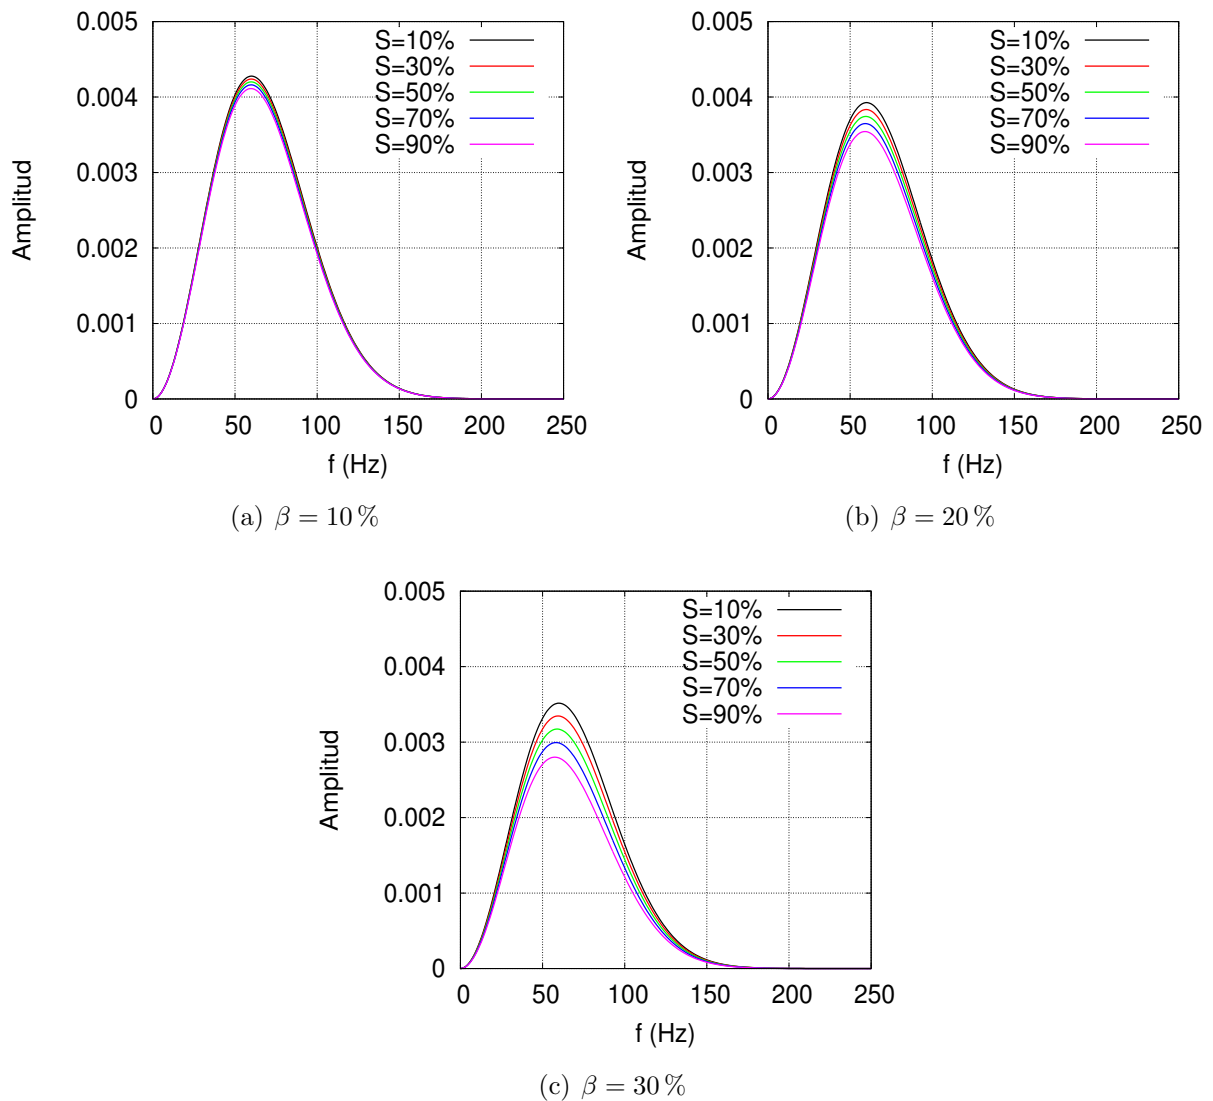 0.005
0.004
0.003
0.002
0.001
0
Amplitud
S=10%
S=30%
S=50%
S=70%
S=90%
0 50 100 150 200 250
f (Hz)
(a) β = 10 %
0.005
0.004
0.003
0.002
0.001
0
Amplitud
S=10%
S=30%
S=50%
S=70%
S=90%
0 50 100 150 200 250
f (Hz)
(b) β = 20 %
0.005
0.004
0.003
0.002
0.001
0
Amplitud
S=10%
S=30%
S=50%
S=70%
S=90%
0 50 100 150 200 250
f (Hz)
(c) β = 30 %